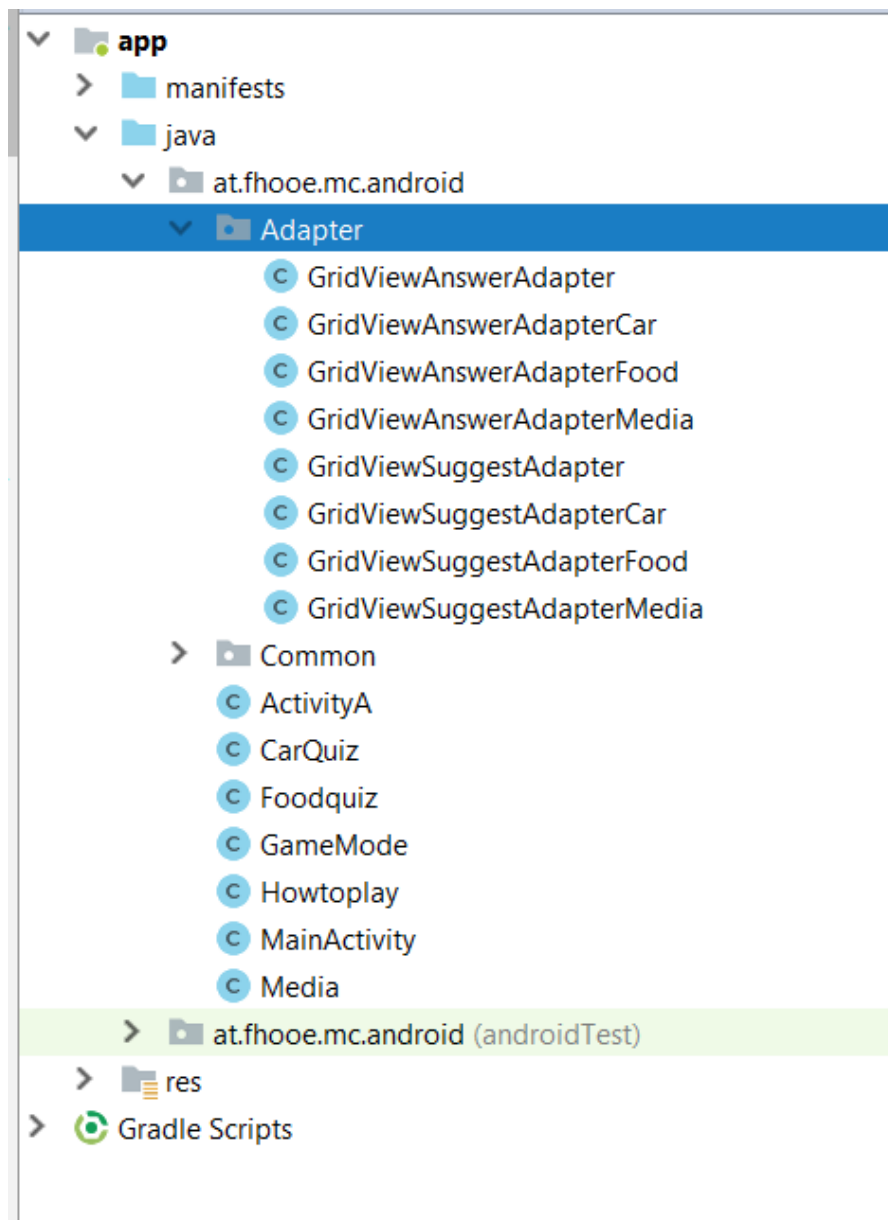 app
manifests
java
at.fhooe.mc.android
Adapter
C GridViewAnswerAdapter
C GridViewAnswerAdapterCar
C GridViewAnswerAdapterFood
C GridViewAnswerAdapterMedia
C GridViewSuggestAdapter
C GridViewSuggestAdapterCar
C GridViewSuggestAdapterFood
C GridViewSuggestAdapterMedia
Common
C ActivityA
C CarQuiz
C Foodquiz
C GameMode
C Howtoplay
C MainActivity
C Media
at.fhooe.mc.android (androidTest)
res
Gradle Scripts